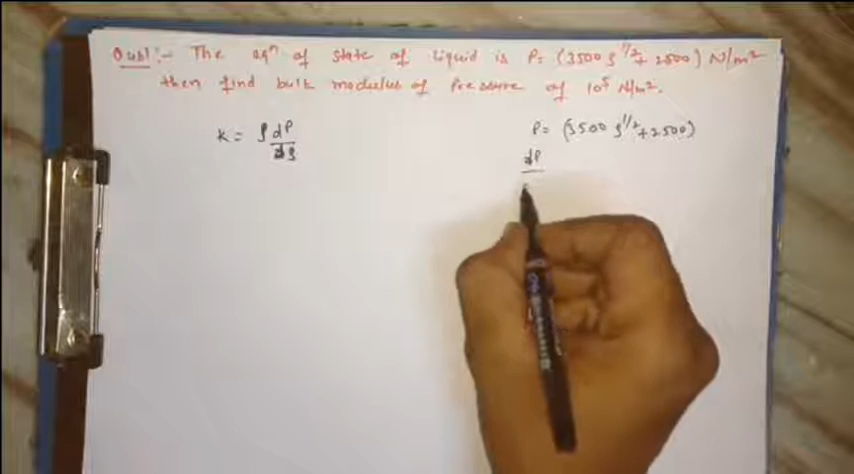 Qus1:- The eqn of state of liquid is P= (3500 ρ^1/2 + 2500) N/m²
then find bulk modulus of Pressure of 10⁵ N/m².
K = ρ dP/dρ
P= (3500 ρ^1/2 + 2500)
dP